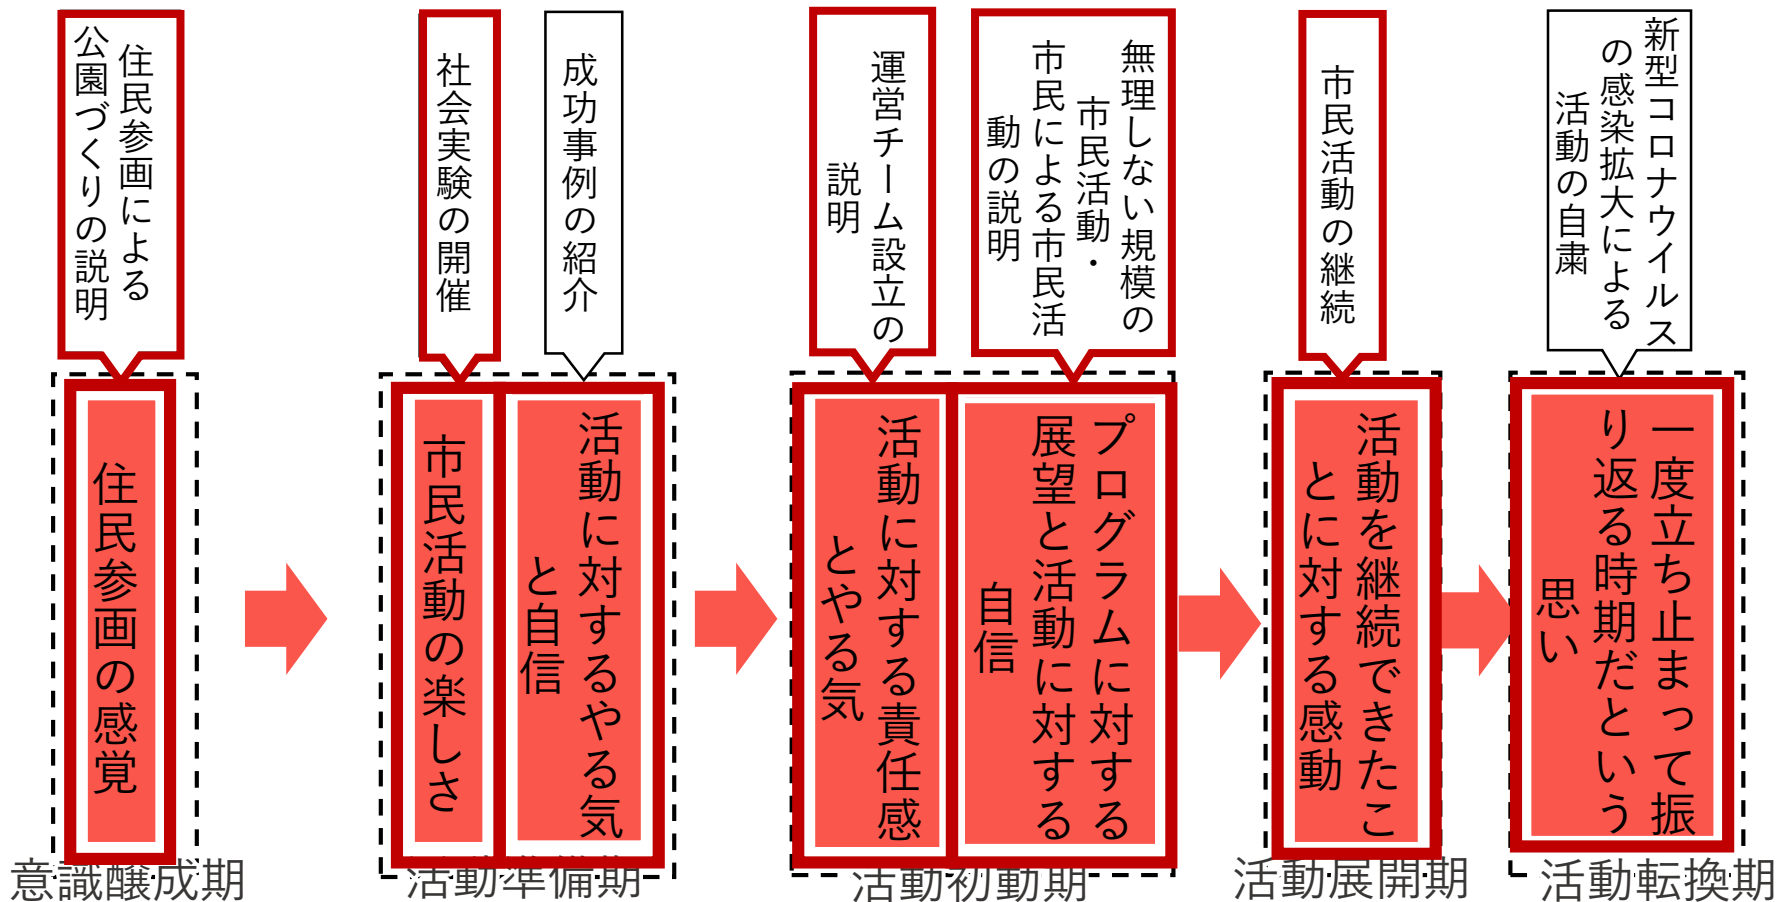 住民参画による
公園づくりの説明
社会実験の開催
成功事例の紹介
運営チーム設立の
説明
無理しない規模の
市民活動・
市民による市民活
動の説明
市民活動の継続
新型コロナウイルス
の感染拡大による
活動の自粛
住民参画の感覚
市民活動の楽しさ
活動に対するやる気
と自信
活動に対する責任感
とやる気
プログラムに対する
展望と活動に対する
自信
活動を継続できたこ
とに対する感動
一度立ち止まって振
り返る時期だという
思い
意識醸成期
活動準備期
活動初動期
活動展開期
活動転換期